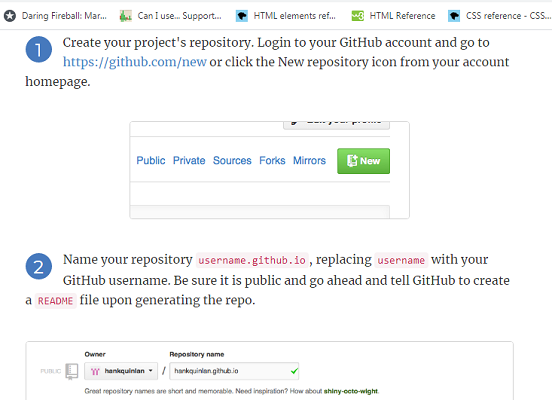 Daring Fireball: Mar... Can I use... Support... HTML elements ref... HTML Reference CSS reference - CSS...
1 Create your project's repository. Login to your GitHub account and go to
https://github.com/new or click the New repository icon from your account
homepage.
Public Private Sources Forks Mirrors New
2 Name your repository username.github.io, replacing username with your
GitHub username. Be sure it is public and go ahead and tell GitHub to create
a README file upon generating the repo.
Owner Repository name
PUBLIC hankquinlan / hankquinlan.github.io
Great repository names are short and memorable. Need inspiration? How about shiny-octo-wight.